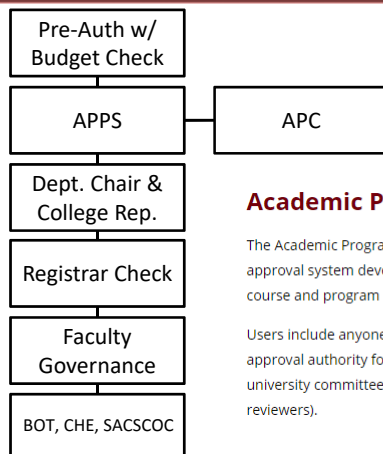 Pre-Auth w/
Budget Check
APPS
APC
Dept. Chair &
College Rep.
Registrar Check
Faculty
Governance
BOT, CHE, SACSCOC
Academic P
The Academic Progra
approval system deve
course and program
Users include anyone
approval authority fo
university committee
reviewers).